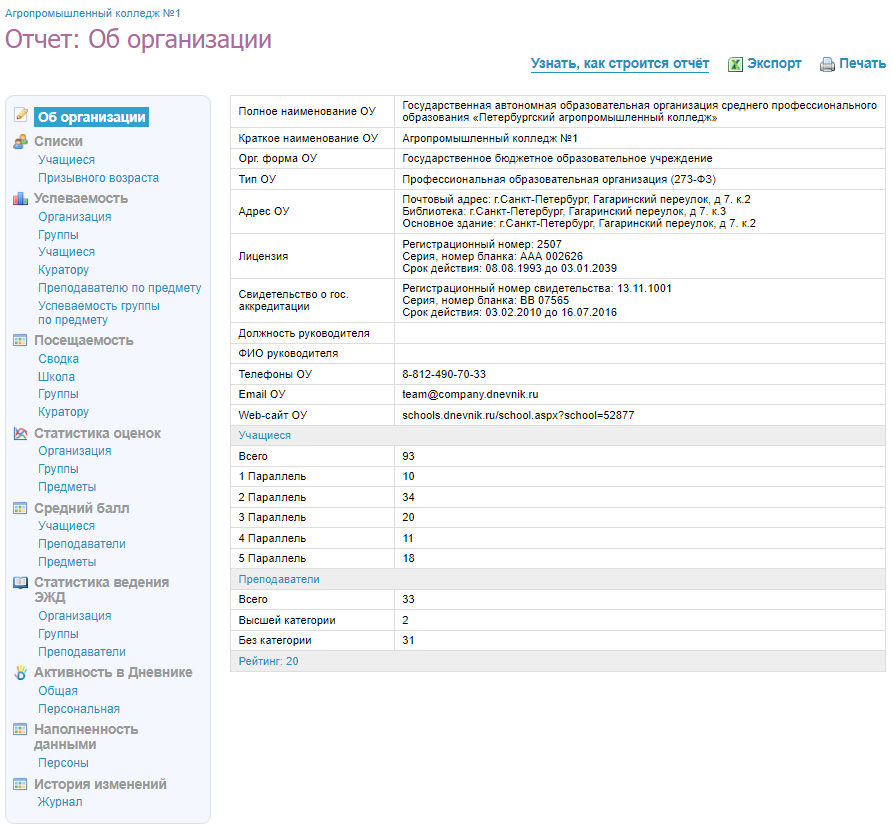 Агропромышленный колледж №1
Отчет: Об организации
Узнать, как строится отчёт
Экспорт
Печать
Об организации
Списки
Учащиеся
Призывного возраста
Успеваемость
Организация
Группы
Учащиеся
Куратору
Преподавателю по предмету
Успеваемость группы
по предмету
Посещаемость
Сводка
Школа
Группы
Куратору
Статистика оценок
Организация
Группы
Предметы
Средний балл
Учащиеся
Преподаватели
Предметы
Статистика ведения
ЭЖД
Организация
Группы
Преподаватели
Активность в Дневнике
Общая
Персональная
Наполненность
данными
Персоны
История изменений
Журнал
Полное наименование ОУ
Государственная автономная образовательная организация среднего профессионального
образования «Петербургский агропромышленный колледж»
Краткое наименование ОУ
Агропромышленный колледж №1
Орг. форма ОУ
Государственное бюджетное образовательное учреждение
Тип ОУ
Профессиональная образовательная организация (273-ФЗ)
Адрес ОУ
Почтовый адрес: г.Санкт-Петербург, Гагаринский переулок, д 7. к.2
Библиотека: г.Санкт-Петербург, Гагаринский переулок, д 7. к.3
Основное здание: г.Санкт-Петербург, Гагаринский переулок, д 7. к.2
Лицензия
Регистрационный номер: 2507
Серия, номер бланка: ААА 002626
Срок действия: 08.08.1993 до 03.01.2039
Свидетельство о гос.
аккредитации
Регистрационный номер свидетельства: 13.11.1001
Серия, номер бланка: ВВ 07565
Срок действия: 03.02.2010 до 16.07.2016
Должность руководителя
ФИО руководителя
Телефоны ОУ
8-812-490-70-33
Email ОУ
team@company.dnevnik.ru
Web-сайт ОУ
schools.dnevnik.ru/school.aspx?school=52877
Учащиеся
Всего
93
1 Параллель
10
2 Параллель
34
3 Параллель
20
4 Параллель
11
5 Параллель
18
Преподаватели
Всего
33
Высшей категории
2
Без категории
31
Рейтинг: 20